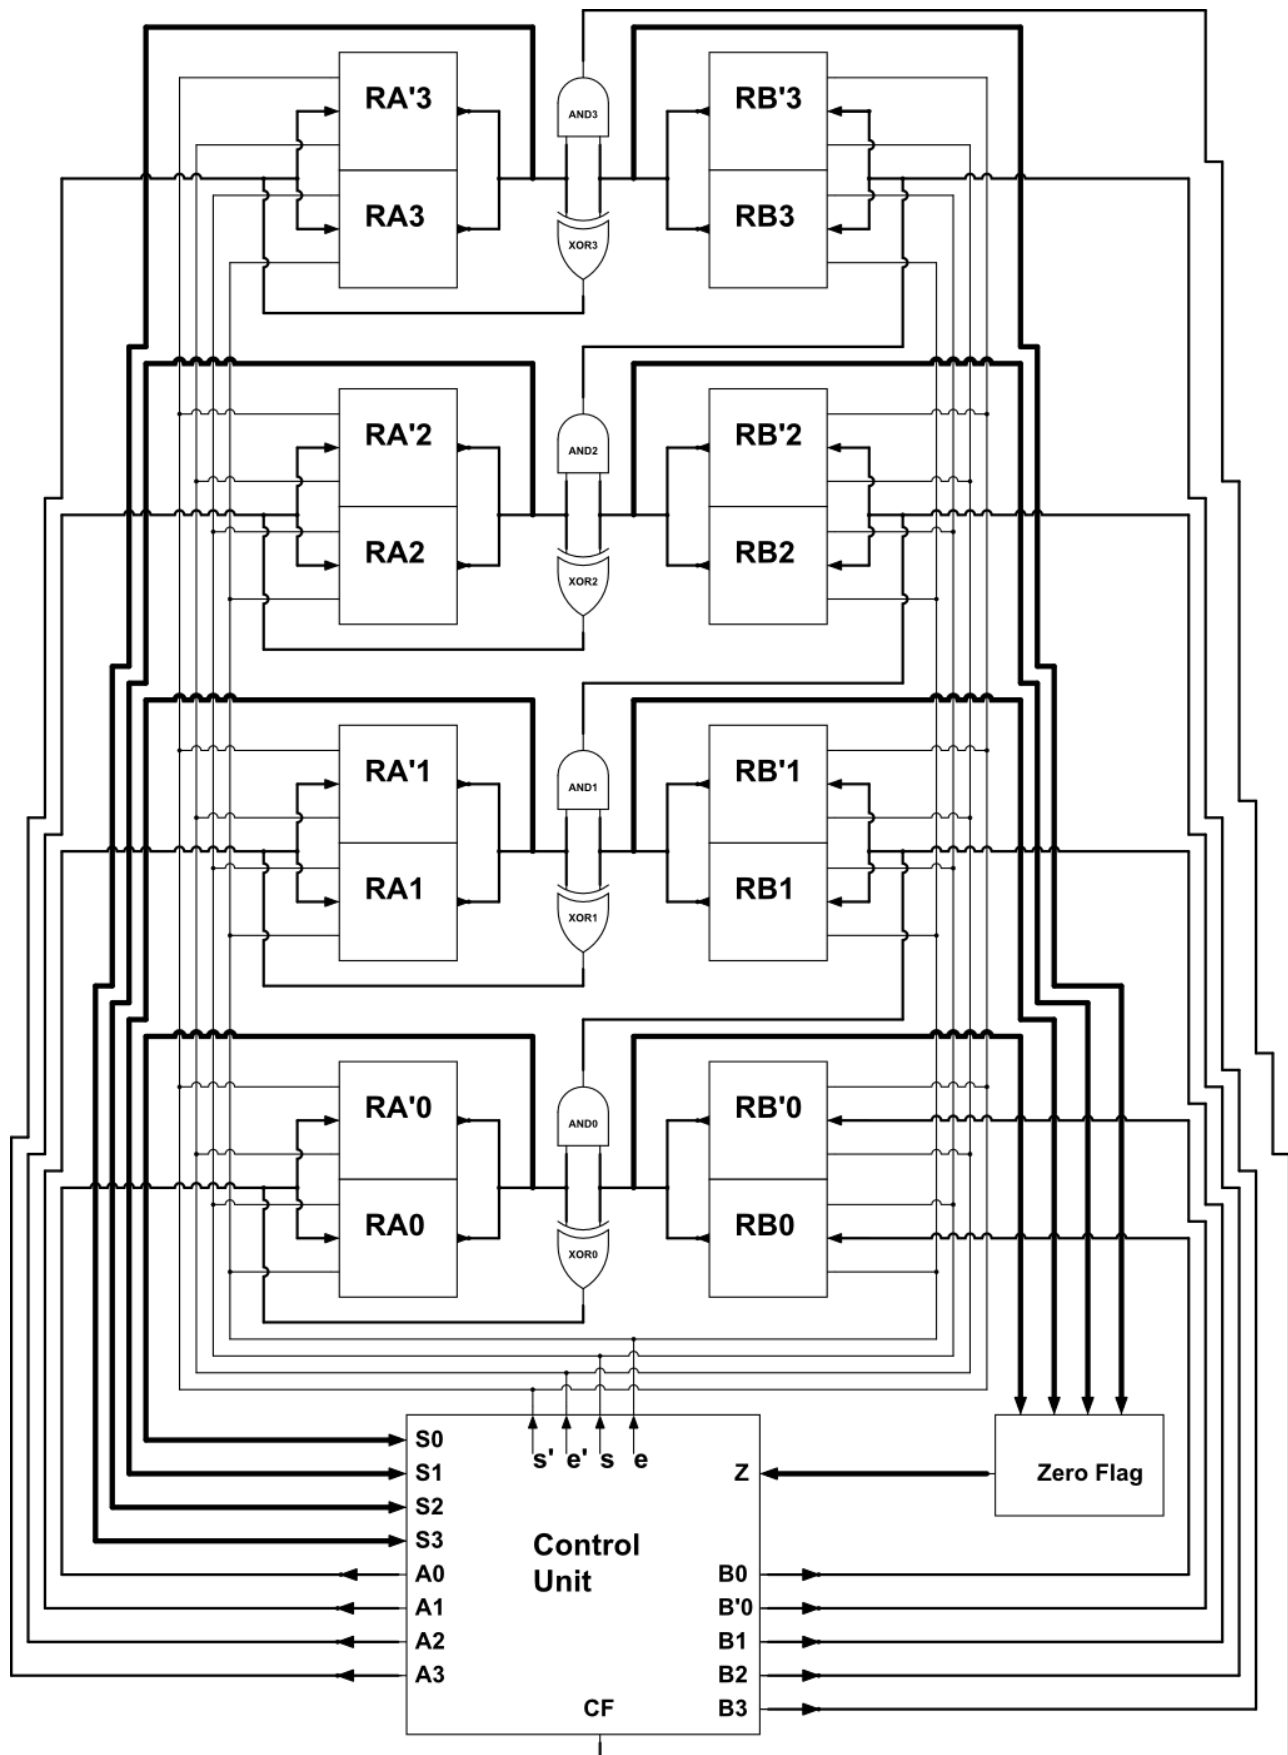 RA'3
AND3
RB'3
RA3
XOR3
RB3
RA'2
AND2
RB'2
RA2
XOR2
RB2
RA'1
AND1
RB'1
RA1
XOR1
RB1
RA'0
AND0
RB'0
RA0
XOR0
RB0
s' e' s e
S0
S1
S2
S3
A0
A1
A2
A3
Control
Unit
CF
Z
B0
B'0
B1
B2
B3
Zero Flag